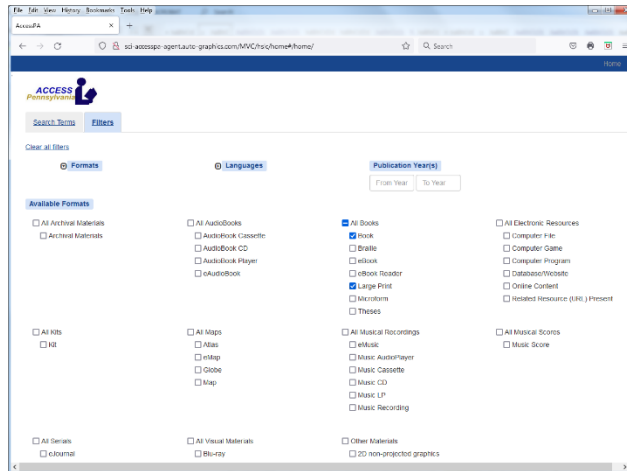 File Edit View History Bookmarks Tools Help
AccessPA
sci-accesspa-agent.auto-graphics.com/MVC/hsic/home#/home/
Search
Home
ACCESS
Pennsylvania
Search Terms Filters
Clear all filters
Formats Languages Publication Year(s)
From Year To Year
Available Formats
All Archival Materials All AudioBooks All Books All Electronic Resources
Archival Materials AudioBook Cassette Book Computer File
AudioBook CD Braille Computer Game
AudioBook Player eBook Computer Program
eAudioBook eBook Reader Database/Website
Large Print Online Content
Microform Related Resource (URL) Present
Theses
All Kits All Maps All Musical Recordings All Musical Scores
Kit Atlas eMusic Music Score
eMap Music AudioPlayer
Globe Music Cassette
Map Music CD
Music LP
Music Recording
All Serials All Visual Materials Other Materials
eJournal Blu-ray 2D non-projected graphics